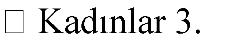 □ Kadınlar 3.